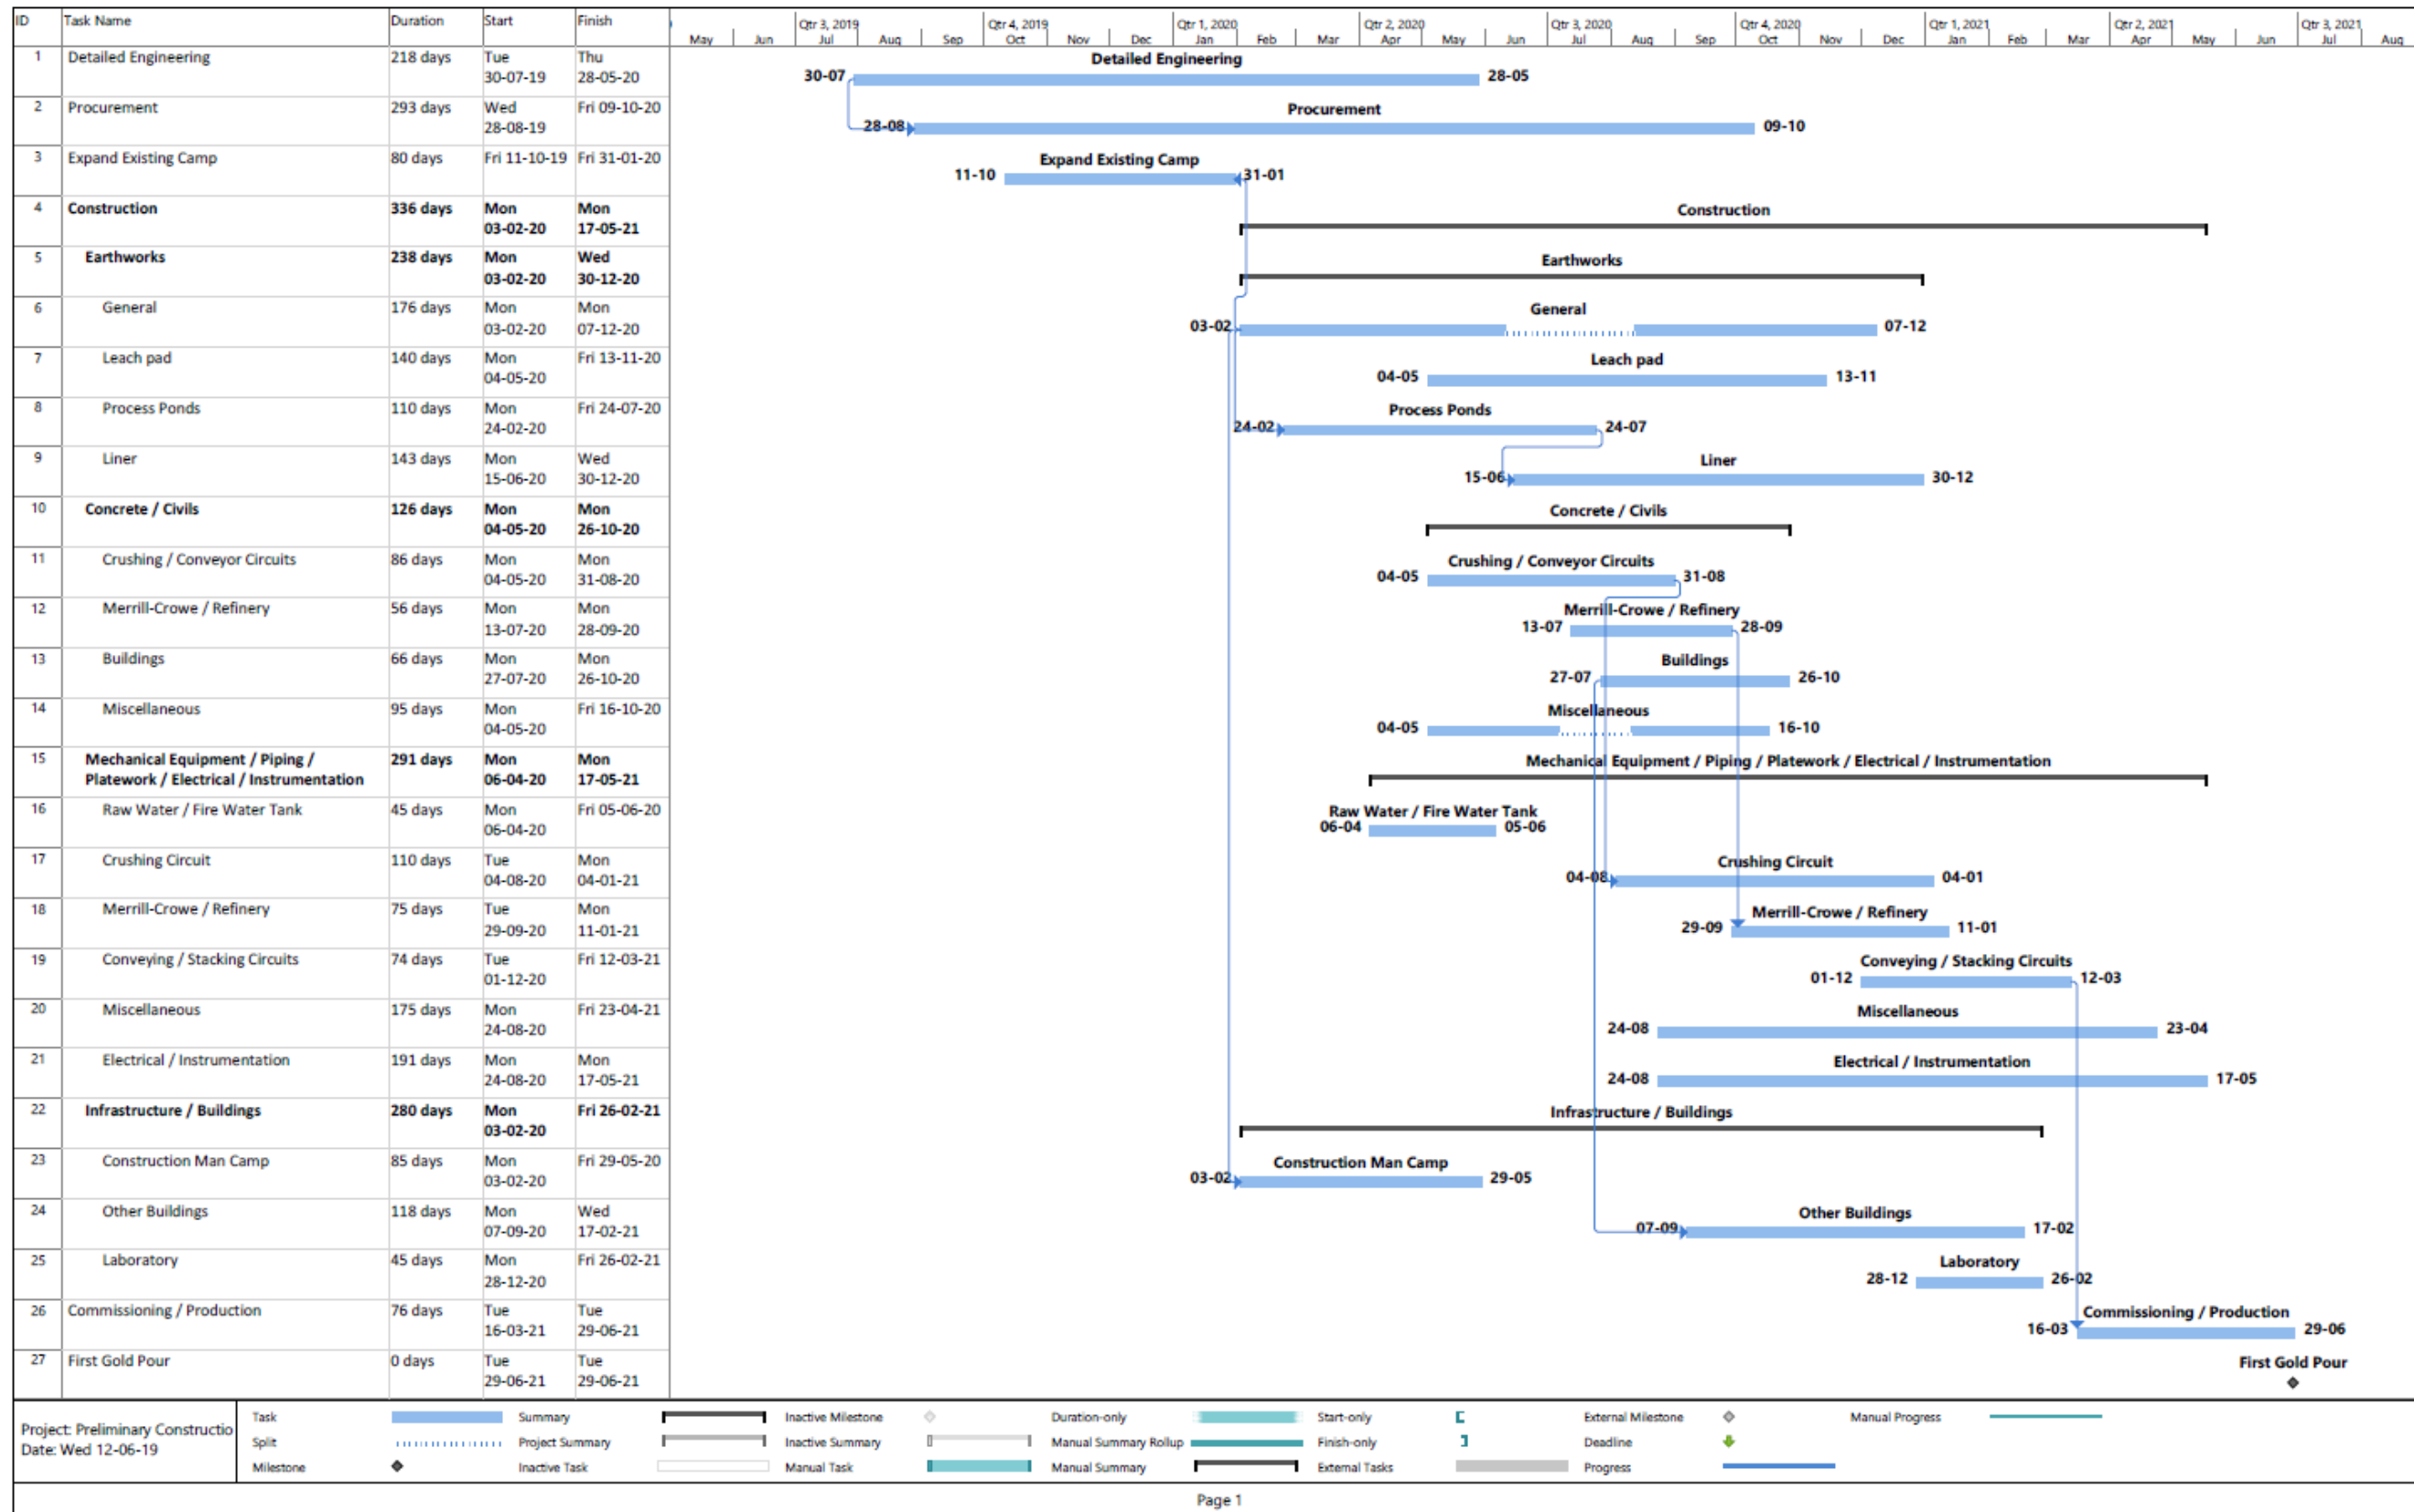 ID Task Name Duration Start Finish Qtr 3, 2019 Qtr 4, 2019 Qtr 1, 2020 Qtr 2, 2020 Qtr 3, 2020 Qtr 4, 2020 Qtr 1, 2021 Qtr 2, 2021 Qtr 3, 2021
May Jun Jul Aug Sep Oct Nov Dec Jan Feb Mar Apr May Jun Jul Aug Sep Oct Nov Dec Jan Feb Mar Apr May Jun Jul Aug
1 Detailed Engineering 218 days Tue Thu Detailed Engineering
30-07-19 28-05-20 30-07 28-05
2 Procurement 293 days Wed Fri 09-10-20 Procurement
28-08-19 28-08 09-10
3 Expand Existing Camp 80 days Fri 11-10-19 Fri 31-01-20 Expand Existing Camp
11-10 31-01
4 Construction 336 days Mon Mon Construction
03-02-20 17-05-21
5 Earthworks 238 days Mon Wed Earthworks
03-02-20 30-12-20
6 General 176 days Mon Mon General
03-02-20 07-12-20 03-02 07-12
7 Leach pad 140 days Mon Fri 13-11-20 Leach pad
04-05-20 04-05 13-11
8 Process Ponds 110 days Mon Fri 24-07-20 Process Ponds
24-02-20 24-02 24-07
9 Liner 143 days Mon Wed Liner
15-06-20 30-12-20 15-06 30-12
10 Concrete / Civils 126 days Mon Mon Concrete / Civils
04-05-20 26-10-20
11 Crushing / Conveyor Circuits 86 days Mon Mon Crushing / Conveyor Circuits
04-05-20 31-08-20 04-05 31-08
12 Merrill-Crowe / Refinery 56 days Mon Mon Merrill-Crowe / Refinery
13-07-20 28-09-20 13-07 28-09
13 Buildings 66 days Mon Mon Buildings
27-07-20 26-10-20 27-07 26-10
14 Miscellaneous 95 days Mon Fri 16-10-20 Miscellaneous
04-05-20 04-05 16-10
15 Mechanical Equipment / Piping / 291 days Mon Mon Mechanical Equipment / Piping / Platework / Electrical / Instrumentation
Platework / Electrical / Instrumentation 06-04-20 17-05-21
16 Raw Water / Fire Water Tank 45 days Mon Fri 05-06-20 Raw Water / Fire Water Tank
06-04-20 06-04 05-06
17 Crushing Circuit 110 days Tue Mon Crushing Circuit
04-08-20 04-01-21 04-08 04-01
18 Merrill-Crowe / Refinery 75 days Tue Mon Merrill-Crowe / Refinery
29-09-20 11-01-21 29-09 11-01
19 Conveying / Stacking Circuits 74 days Tue Fri 12-03-21 Conveying / Stacking Circuits
01-12-20 01-12 12-03
20 Miscellaneous 175 days Mon Fri 23-04-21 Miscellaneous
24-08-20 24-08 23-04
21 Electrical / Instrumentation 191 days Mon Mon Electrical / Instrumentation
24-08-20 17-05-21 24-08 17-05
22 Infrastructure / Buildings 280 days Mon Fri 26-02-21 Infrastructure / Buildings
03-02-20
23 Construction Man Camp 85 days Mon Fri 29-05-20 Construction Man Camp
03-02-20 03-02 29-05
24 Other Buildings 118 days Mon Wed Other Buildings
07-09-20 17-02-21 07-09 17-02
25 Laboratory 45 days Mon Fri 26-02-21 Laboratory
28-12-20 28-12 26-02
26 Commissioning / Production 76 days Tue Tue Commissioning / Production
16-03-21 29-06-21 16-03 29-06
27 First Gold Pour 0 days Tue Tue First Gold Pour
29-06-21 29-06-21
Project: Preliminary Constructio
Date: Wed 12-06-19
Task Summary Inactive Milestone Duration-only Start-only External Milestone Manual Progress
Split Project Summary Inactive Summary Manual Summary Rollup Finish-only Deadline
Milestone Inactive Task Manual Task Manual Summary External Tasks Progress
Page 1